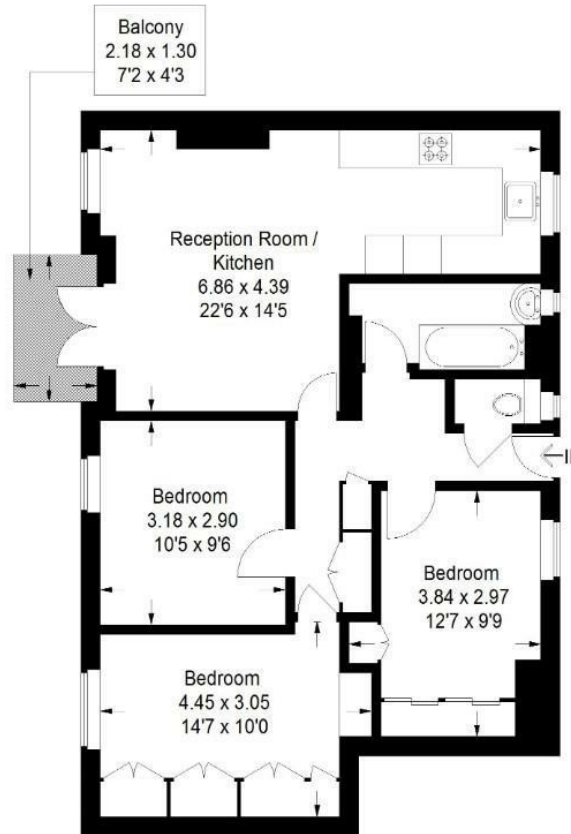 Balcony
2.18 x 1.30
7'2 x 4'3
Reception Room /
Kitchen
6.86 x 4.39
22'6 x 14'5
Bedroom
3.18 x 2.90
10'5 x 9'6
Bedroom
3.84 x 2.97
12'7 x 9'9
Bedroom
4.45 x 3.05
14'7 x 10'0